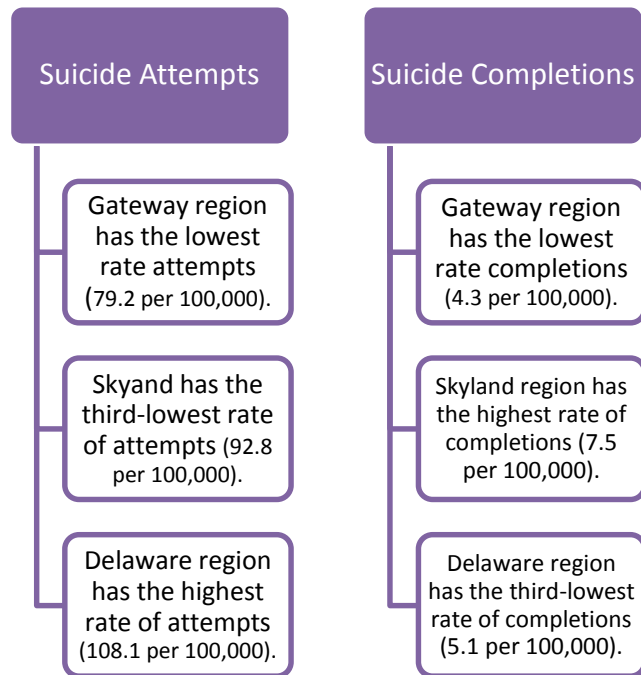 Suicide Attempts
Gateway region
has the lowest
rate attempts
(79.2 per 100,000).
Skyand has the
third-lowest rate
of attempts (92.8
per 100,000).
Delaware region
has the highest
rate of attempts
(108.1 per 100,000).
Suicide Completions
Gateway region
has the lowest
rate completions
(4.3 per 100,000).
Skyland region has
the highest rate of
completions (7.5
per 100,000).
Delaware region
has the third-lowest
rate of completions
(5.1 per 100,000).